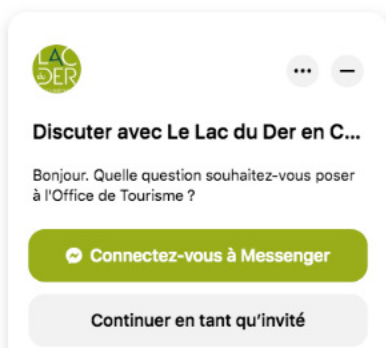 LAC
du
DER
Discuter avec Le Lac du Der en C...
Bonjour. Quelle question souhaitez-vous poser
à l'Office de Tourisme ?
Connectez-vous à Messenger
Continuer en tant qu'invité